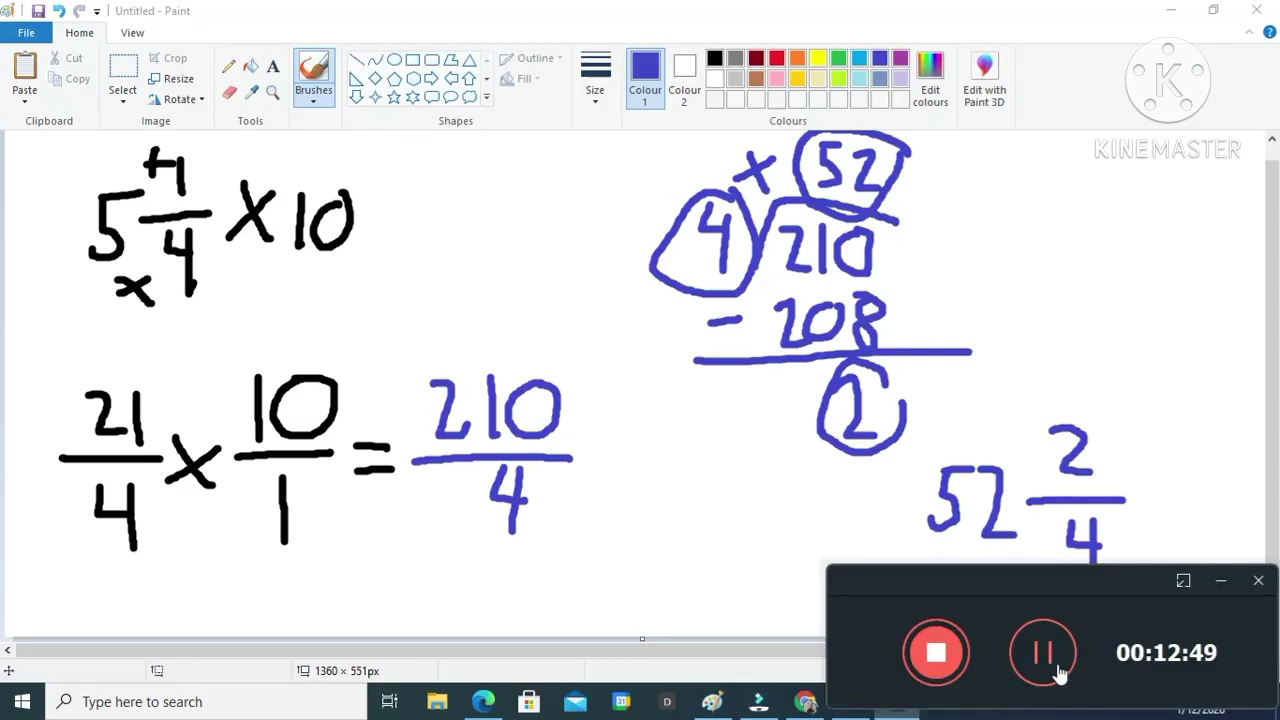 Untitled - Paint
File Home View
Paste Cut Copy
Clipboard
Select Crop Resize Rotate
Image
Tools
Brushes
Shapes
Outline Fill
Size
Colour 1
Colour 2
Edit colours
Colours
Edit with Paint 3D
K
KINEMASTER
5 1/4 × 10
+
×
21/4 × 10/1 = 210/4
× 52
4 210
- 208
2
52 2/4
00:12:49
1360 × 551px
Type here to search
D